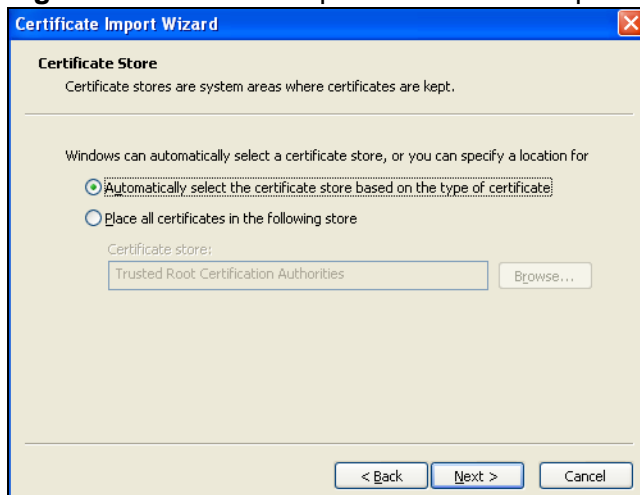 Certificate Import Wizard
Certificate Store
Certificate stores are system areas where certificates are kept.
Windows can automatically select a certificate store, or you can specify a location for
Automatically select the certificate store based on the type of certificate
Place all certificates in the following store
Certificate store:
Trusted Root Certification Authorities
Browse...
< Back
Next >
Cancel